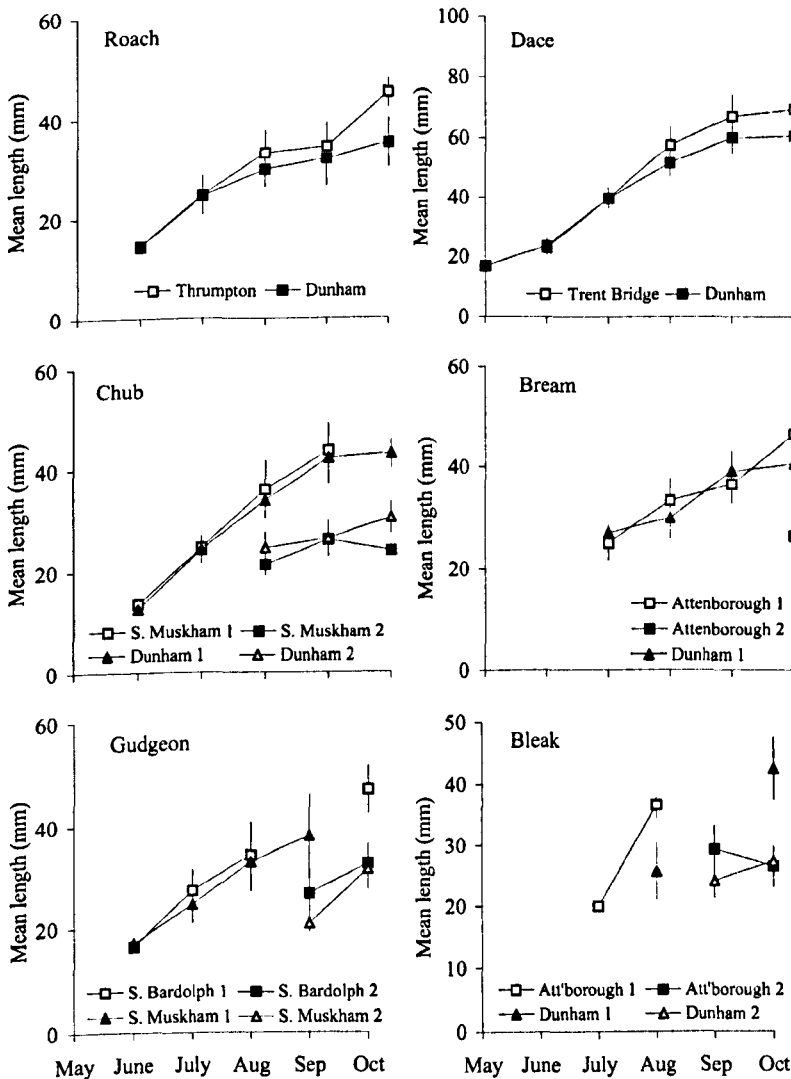 Roach
Mean length (mm)
60
40
20
0
Thrumpton Dunham
Dace
Mean length (mm)
100
80
60
40
20
0
Trent Bridge Dunham
Chub
Mean length (mm)
60
40
20
0
S. Muskham 1 S. Muskham 2
Dunham 1 Dunham 2
Bream
Mean length (mm)
60
40
20
0
Attenborough 1
Attenborough 2
Dunham 1
Gudgeon
Mean length (mm)
60
40
20
0
S. Bardolph 1 S. Bardolph 2
S. Muskham 1 S. Muskham 2
May June July Aug Sep Oct
Bleak
Mean length (mm)
50
40
30
20
10
0
Att'borough 1 Att'borough 2
Dunham 1 Dunham 2
May June July Aug Sep Oct